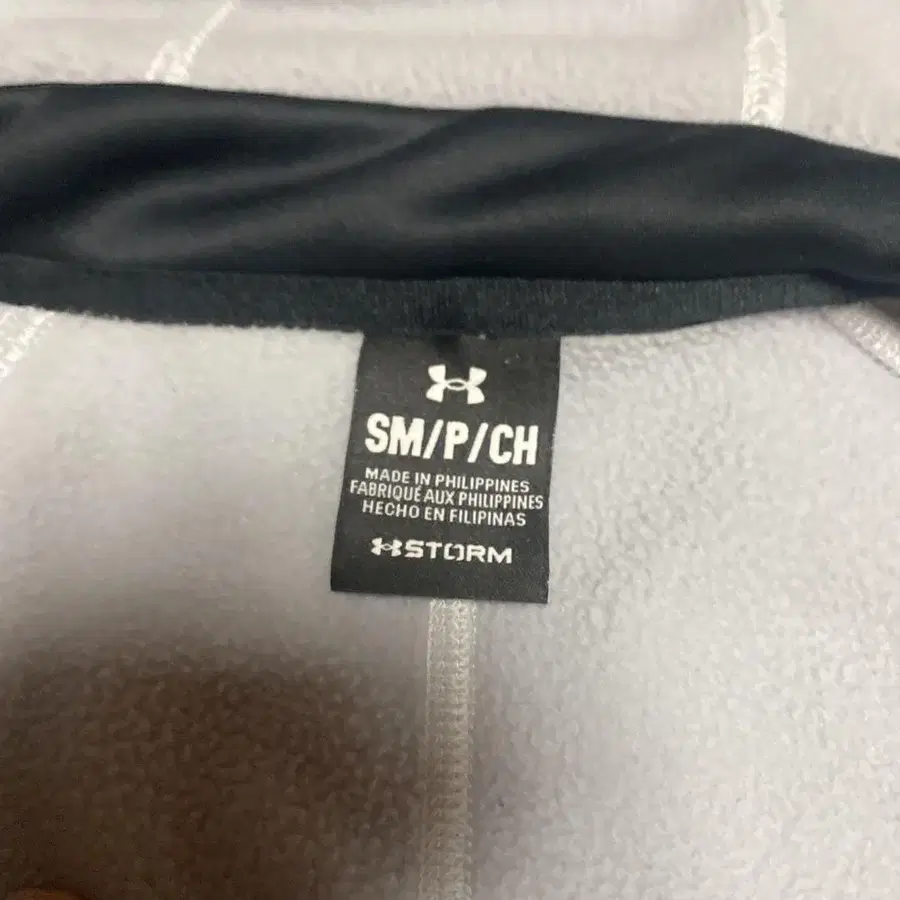 SM/P/CH
MADE IN PHILIPPINES
FABRIQUÉ AUX PHILIPPINES
HECHO EN FILIPINAS
STORM